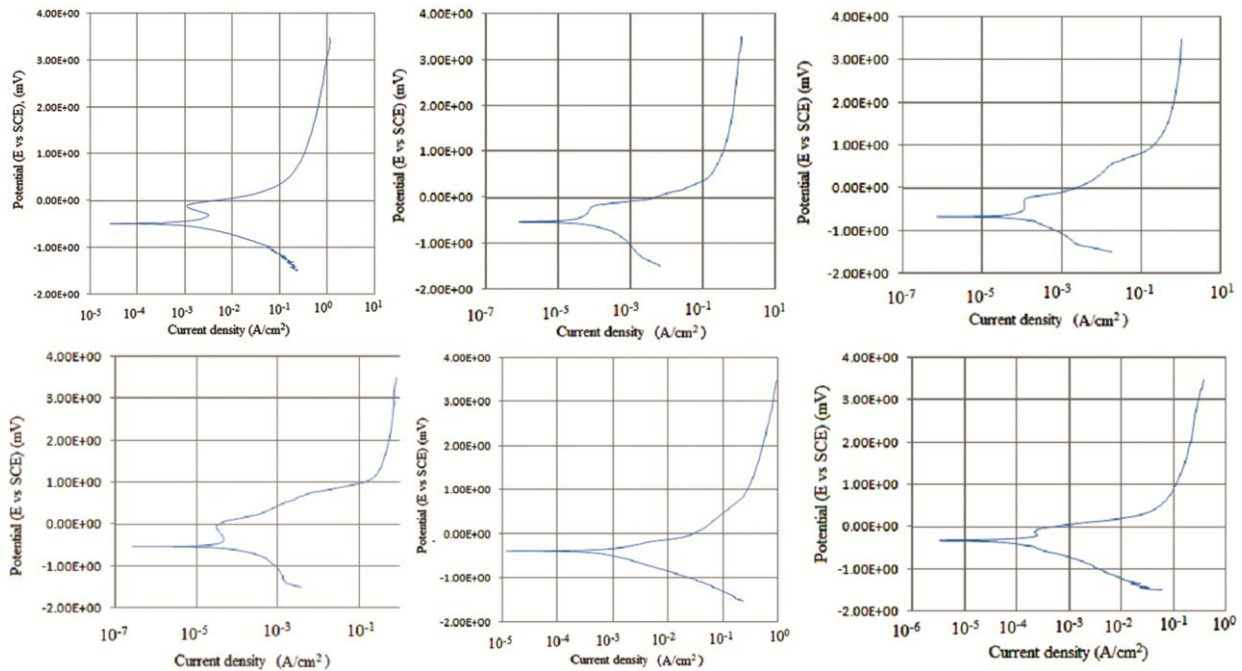 Potential (E vs SCE), (mV)
4.00E+00
3.00E+00
2.00E+00
1.00E+00
0.00E+00
-1.00E+00
-2.00E+00
10-5 10-4 10-3 10-2 10-1 100 101
Current density (A/cm2)
Potential (E vs SCE) (mV)
4.00E+00
3.00E+00
2.00E+00
1.00E+00
0.00E+00
-1.00E+00
-2.00E+00
10-7 10-5 10-3 10-1 101
Current density (A/cm2)
Potential (E vs SCE) (mV)
4.00E+00
3.00E+00
2.00E+00
1.00E+00
0.00E+00
-1.00E+00
-2.00E+00
10-7 10-5 10-3 10-1 101
Current density (A/cm2)
Potential (E vs SCE) (mV)
4.00E+00
3.00E+00
2.00E+00
1.00E+00
0.00E+00
-1.00E+00
-2.00E+00
10-7 10-5 10-3 10-1
Current density (A/cm2)
Potential (E vs SCE) (mV)
4.00E+00
3.00E+00
2.00E+00
1.00E+00
0.00E+00
-1.00E+00
-2.00E+00
10-5 10-4 10-3 10-2 10-1 100
Current density (A/cm2)
Potential (E vs SCE) (mV)
4.00E+00
3.00E+00
2.00E+00
1.00E+00
0.00E+00
-1.00E+00
-2.00E+00
10-6 10-5 10-4 10-3 10-2 10-1 100
Current density (A/cm2)